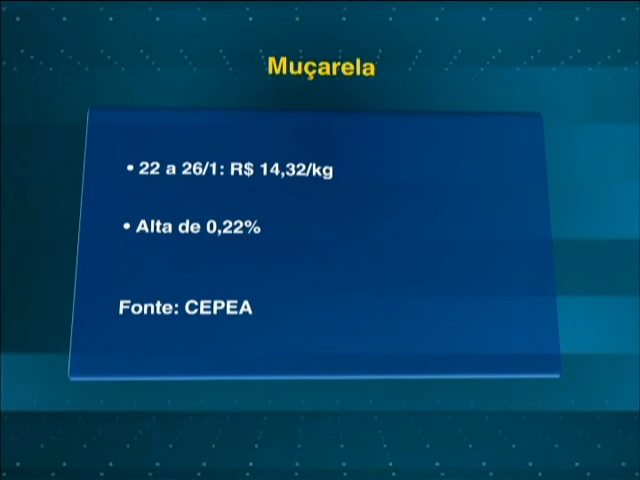 Muçarela
• 22 a 26/1: R$ 14,32/kg
• Alta de 0,22%
Fonte: CEPEA